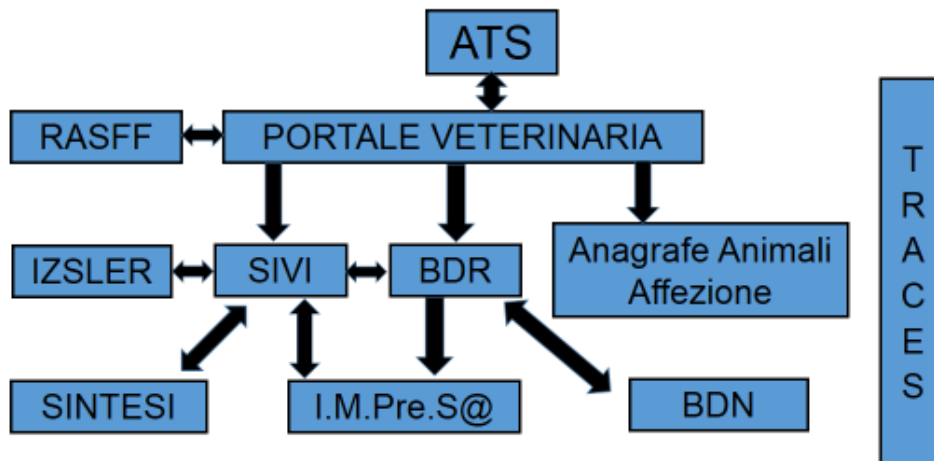 ATS
RASFF
PORTALE VETERINARIA
IZSLER
SIVI
BDR
Anagrafe Animali
Affezione
SINTESI
I.M.Pre.S@
BDN
T
R
A
C
E
S